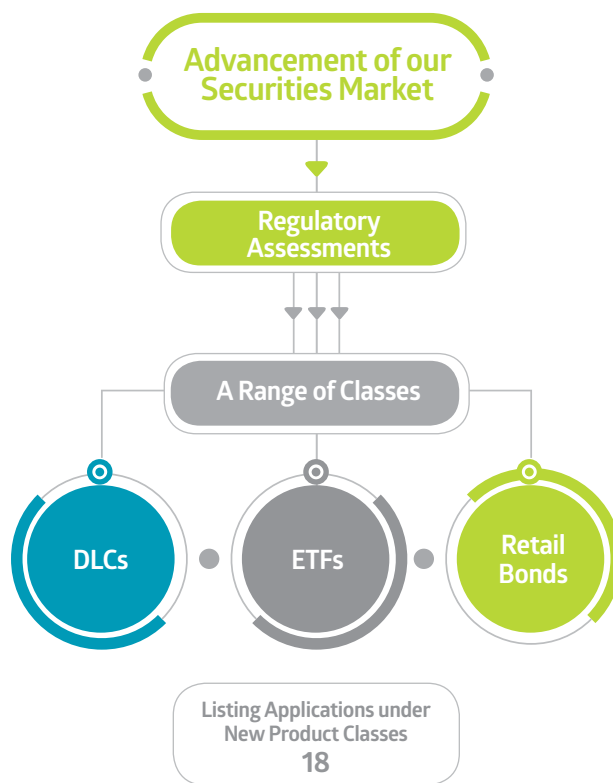 Advancement of our
Securities Market
Regulatory
Assessments
A Range of Classes
DLCs
ETFs
Retail
Bonds
Listing Applications under
New Product Classes
18